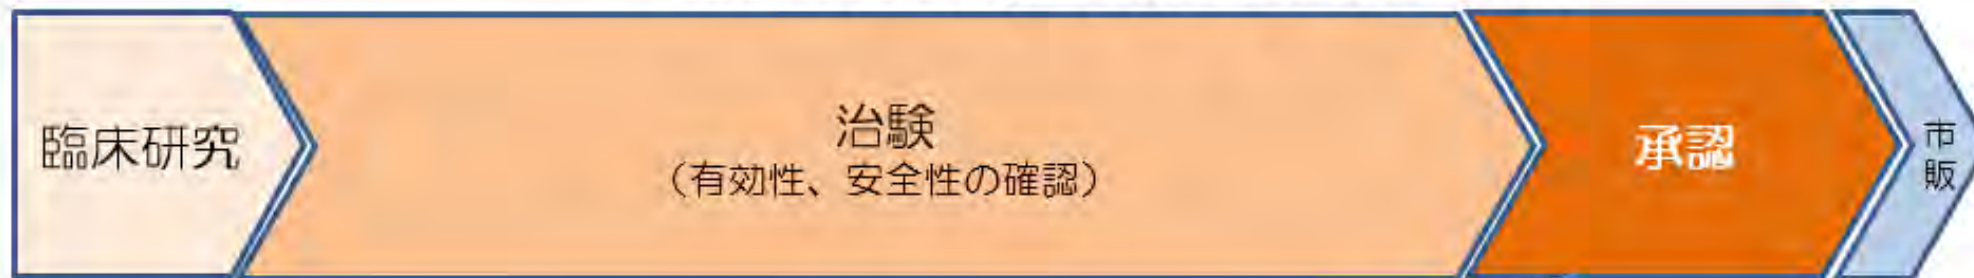 臨床研究
治験
（有効性、安全性の確認）
承認
市販